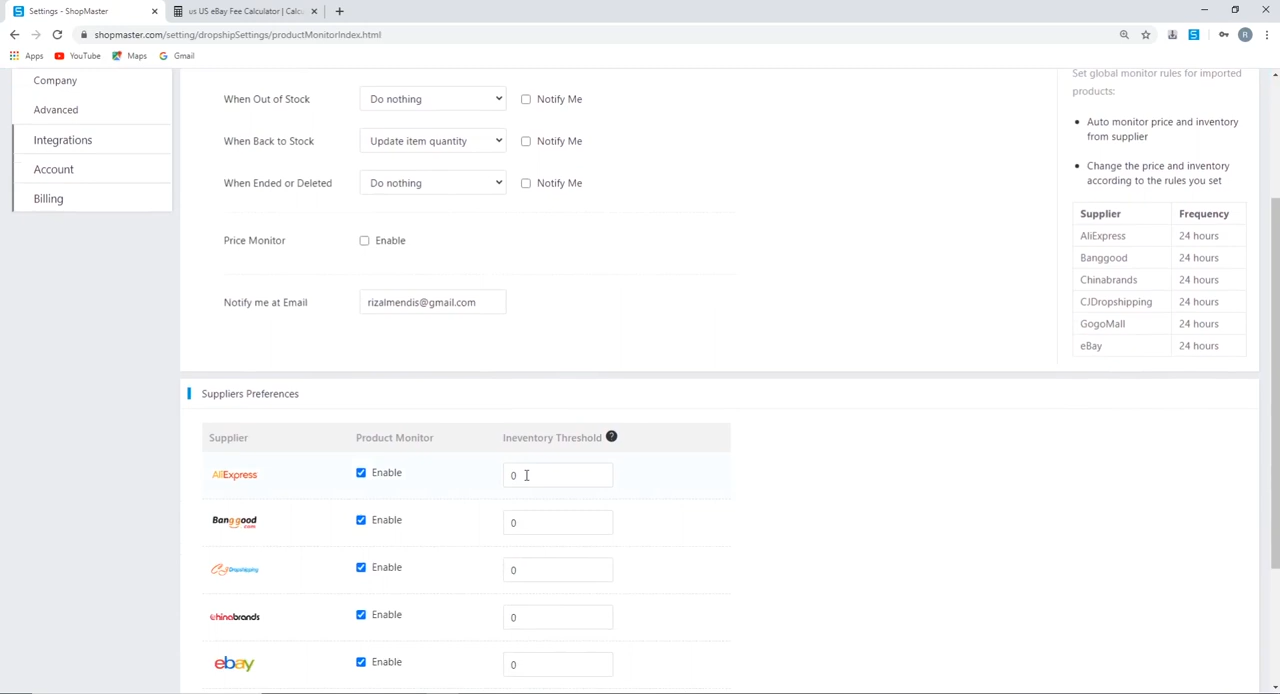 Settings - ShopMaster
us US eBay Fee Calculator | Calcu
shopmaster.com/setting/dropshipSettings/productMonitorIndex.html
R
Apps
YouTube
Maps
Gmail
Company
Advanced
Integrations
Account
Billing
When Out of Stock
Do nothing
Notify Me
When Back to Stock
Update item quantity
Notify Me
When Ended or Deleted
Do nothing
Notify Me
Price Monitor
Enable
Notify me at Email
rizalmendis@gmail.com
Set global monitor rules for imported
products:
Auto monitor price and inventory
from supplier
Change the price and inventory
according to the rules you set
Supplier Frequency
AliExpress 24 hours
Banggood 24 hours
Chinabrands 24 hours
CJDropshipping 24 hours
GogoMall 24 hours
eBay 24 hours
Suppliers Preferences
Supplier Product Monitor Ineventory Threshold ?
AliExpress Enable 0
Banggood.com Enable 0
CJDropshipping Enable 0
chinabrands Enable 0
ebay Enable 0